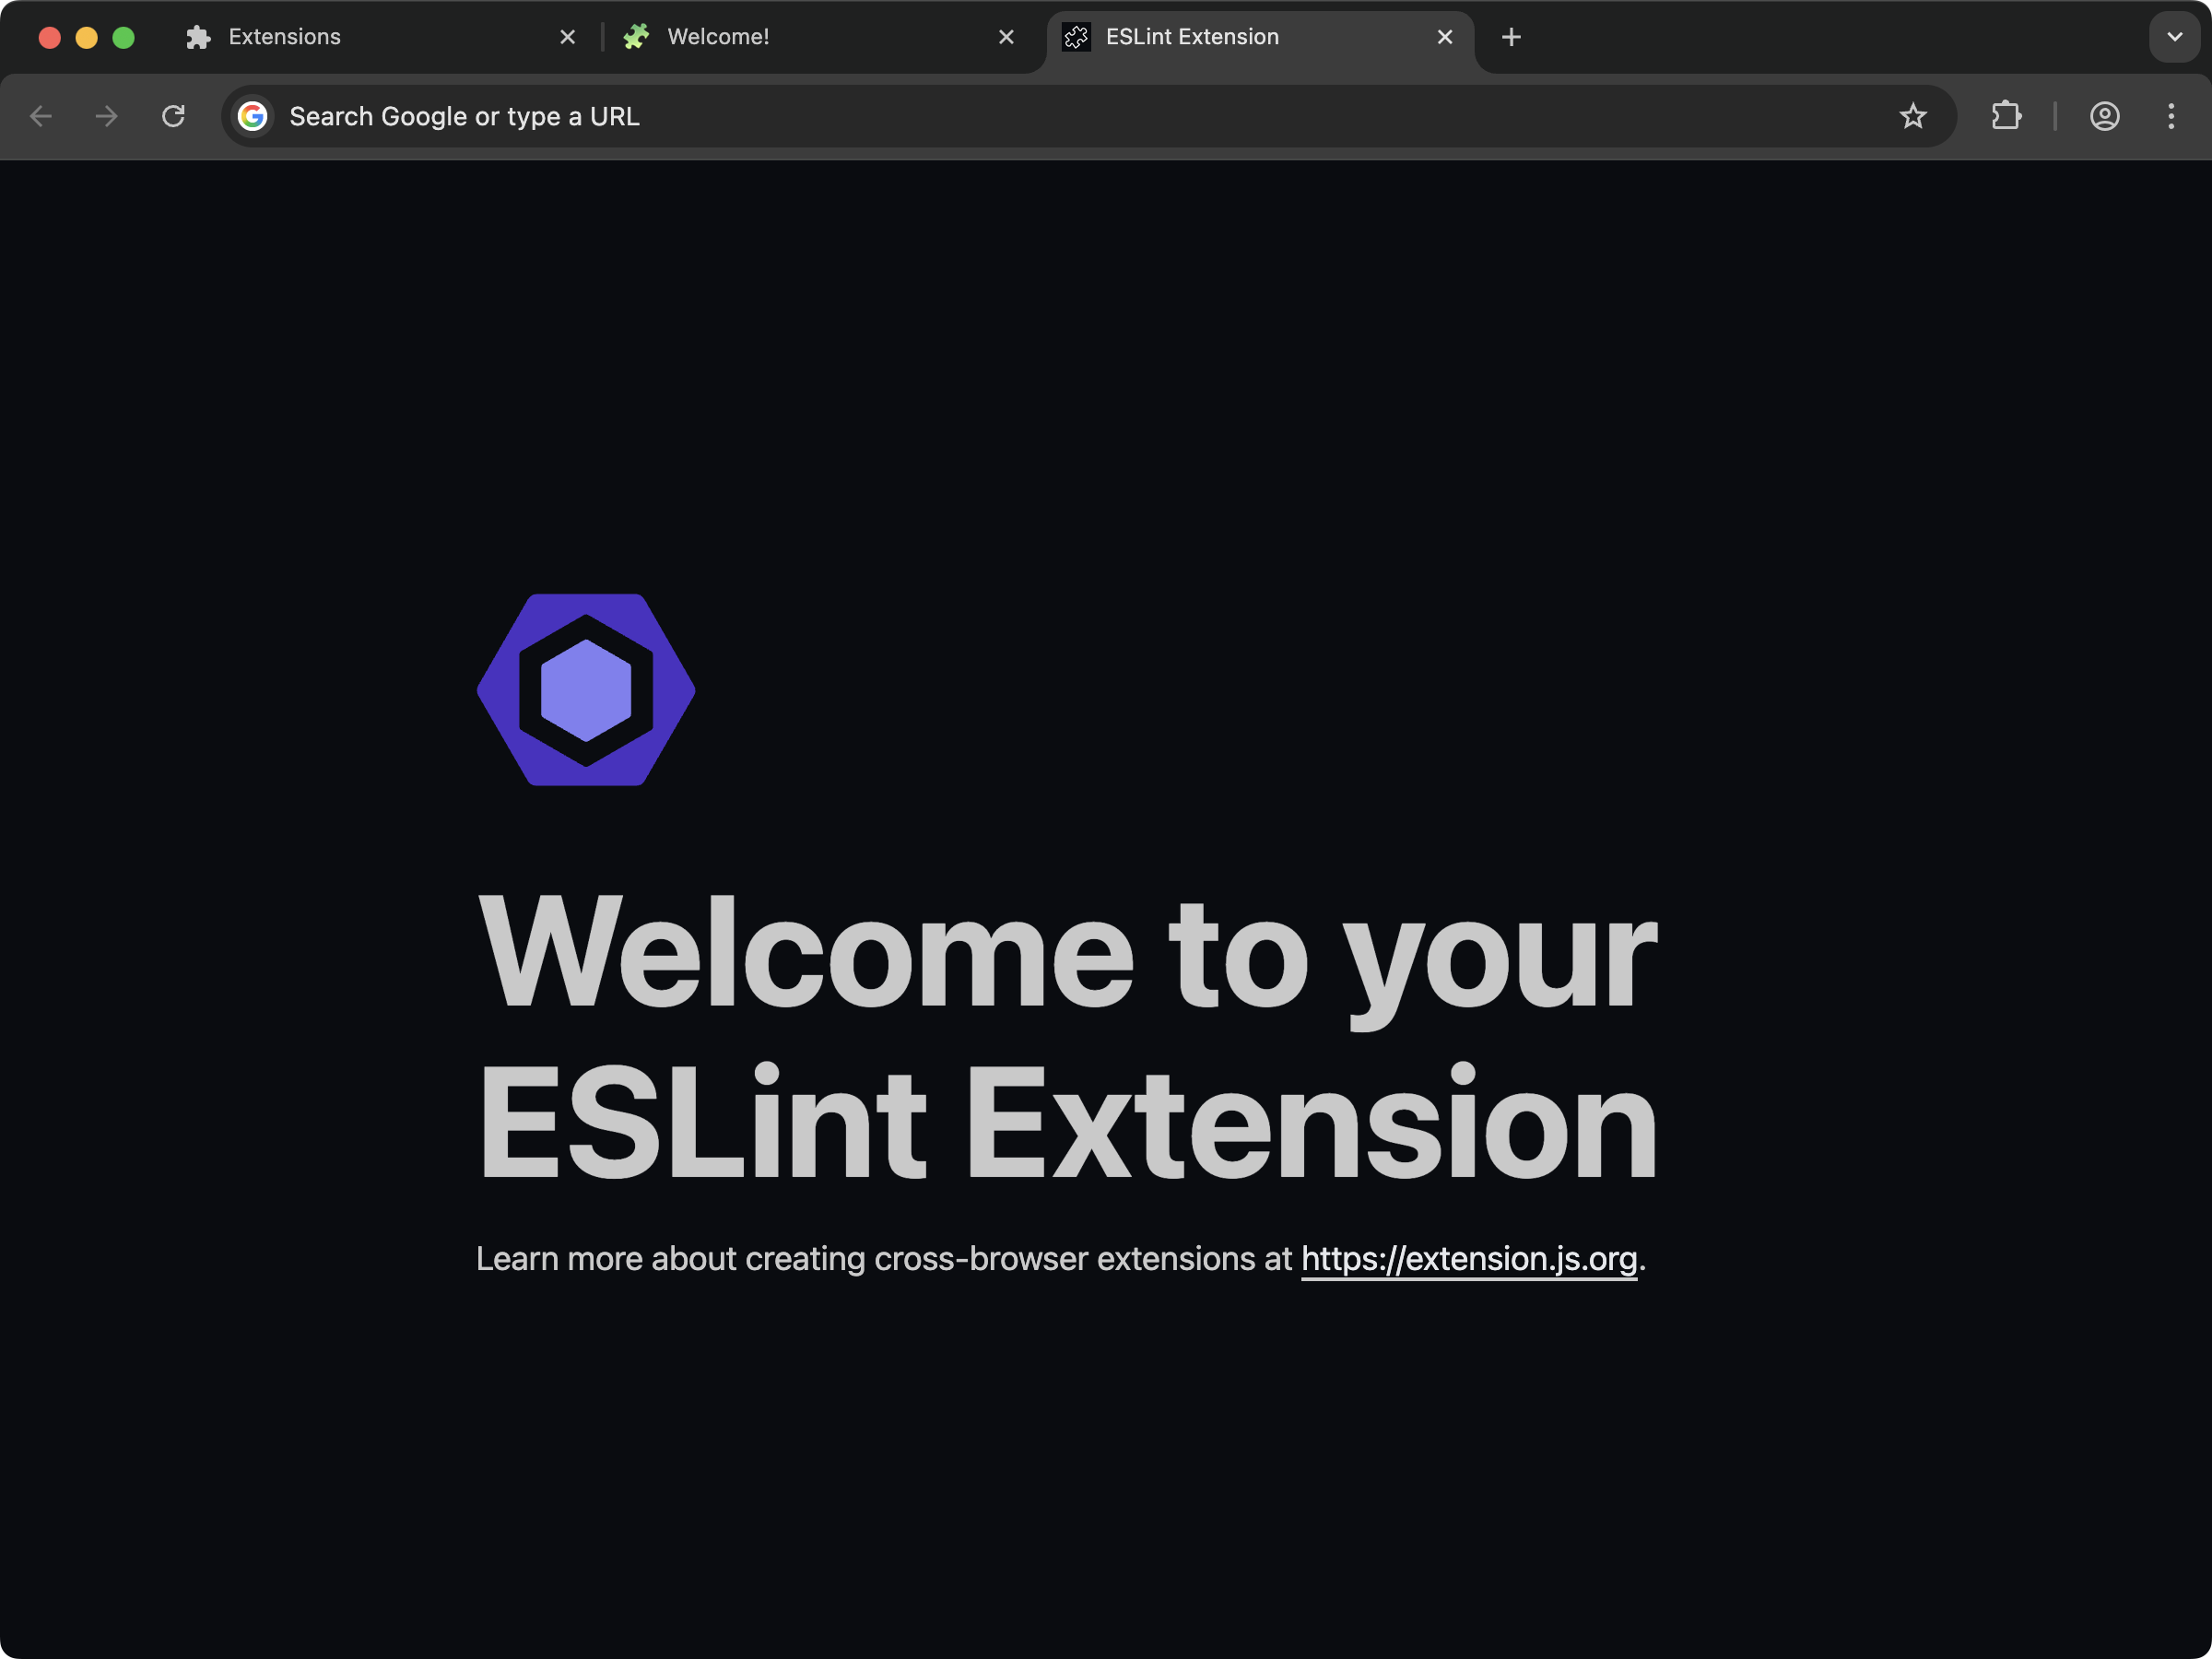 Extensions
Welcome!
ESLint Extension
Search Google or type a URL
Welcome to your
ESLint Extension
Learn more about creating cross-browser extensions at https://extension.js.org.